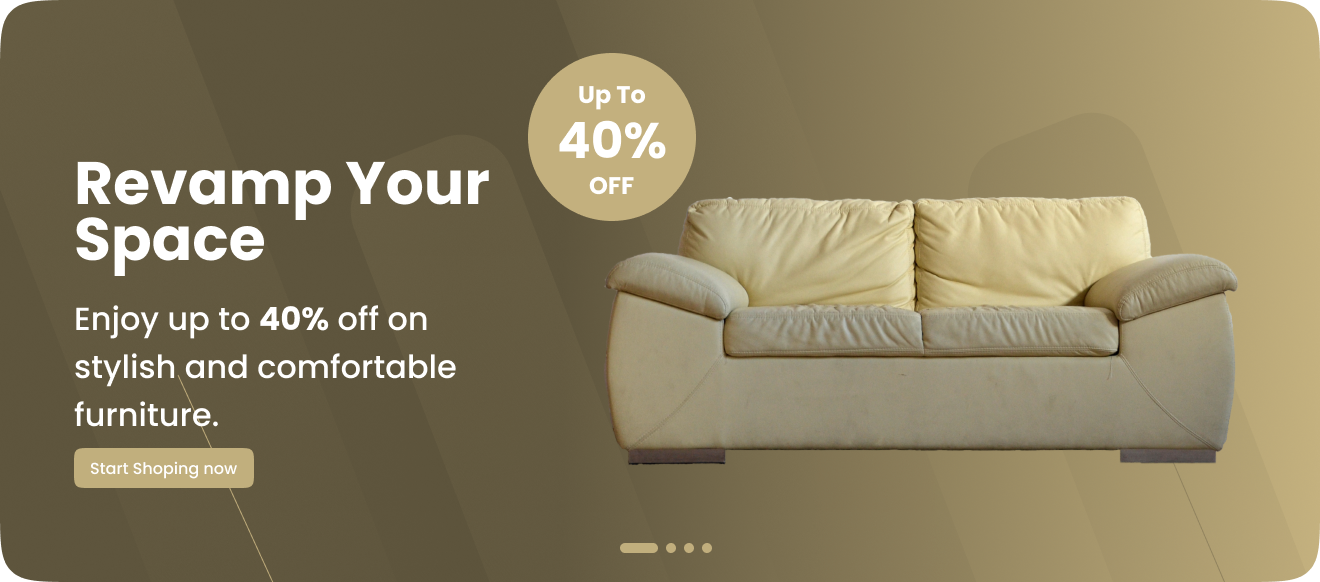 Up To
40%
OFF
Revamp Your
Space
Enjoy up to 40% off on
stylish and comfortable
furniture.
Start Shoping now